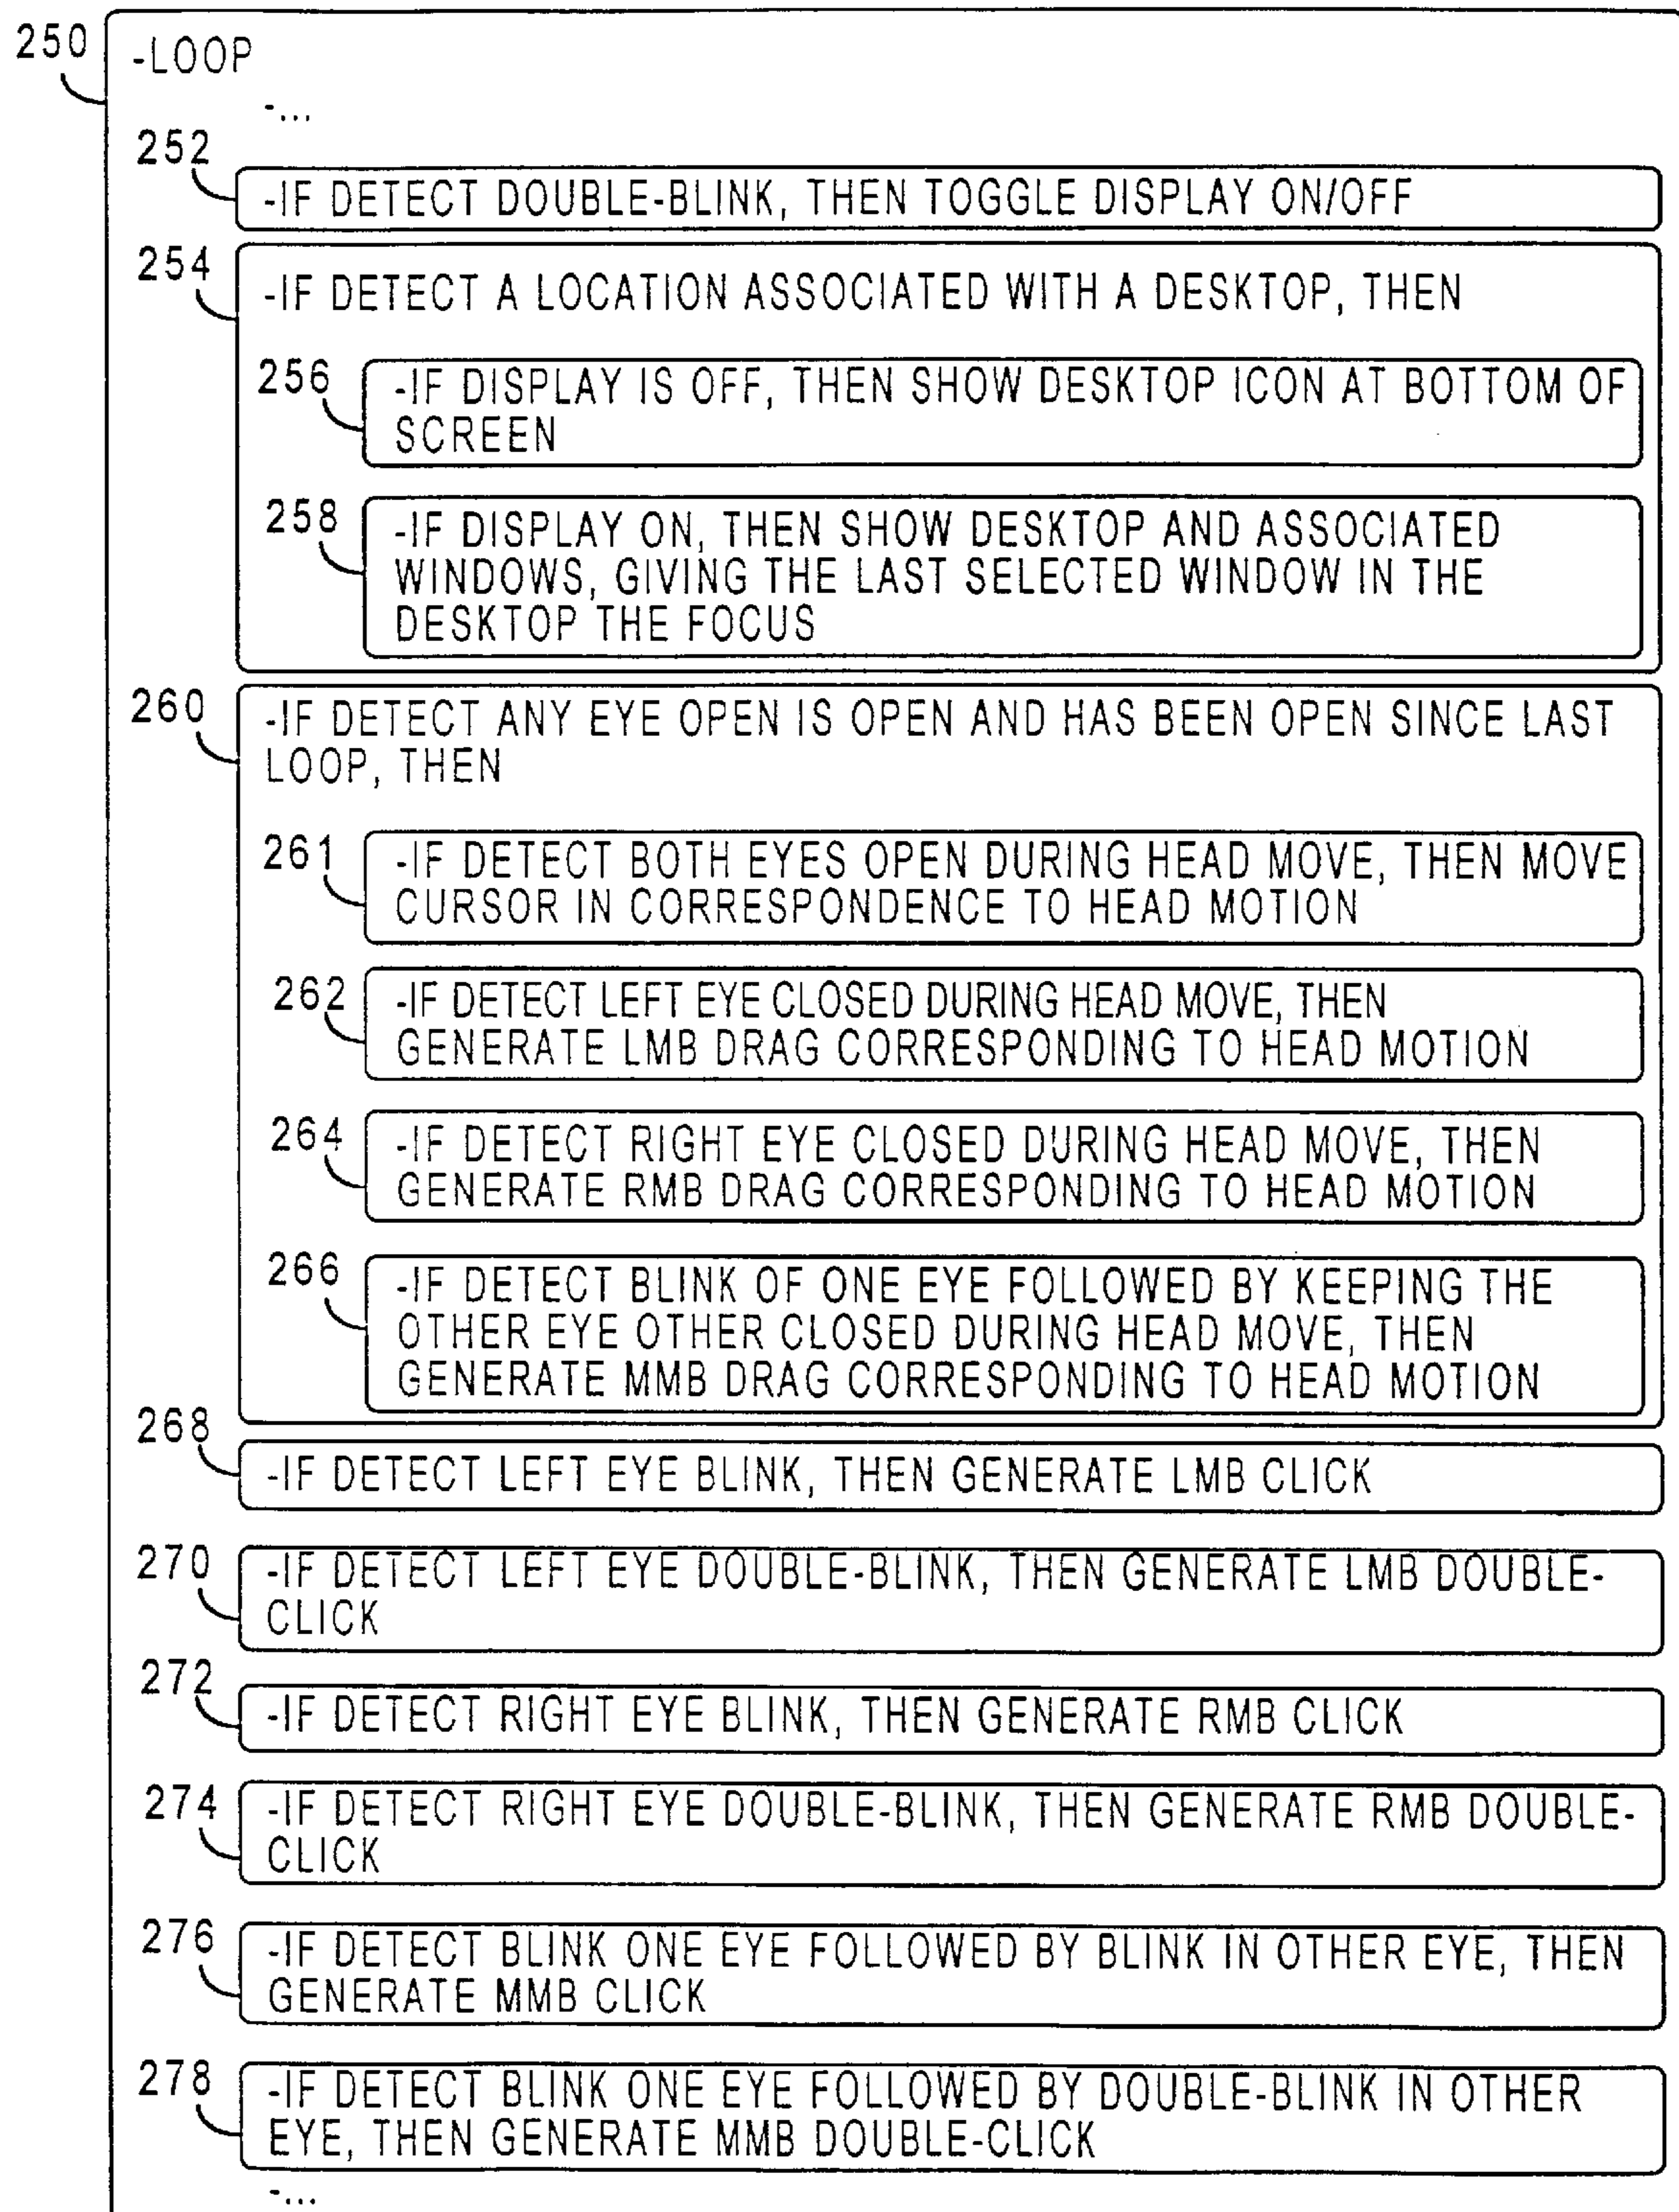 250
-LOOP
-...
252
-IF DETECT DOUBLE-BLINK, THEN TOGGLE DISPLAY ON/OFF
254
-IF DETECT A LOCATION ASSOCIATED WITH A DESKTOP, THEN
256
-IF DISPLAY IS OFF, THEN SHOW DESKTOP ICON AT BOTTOM OF
SCREEN
258
-IF DISPLAY ON, THEN SHOW DESKTOP AND ASSOCIATED
WINDOWS, GIVING THE LAST SELECTED WINDOW IN THE
DESKTOP THE FOCUS
260
-IF DETECT ANY EYE OPEN IS OPEN AND HAS BEEN OPEN SINCE LAST
LOOP, THEN
261
-IF DETECT BOTH EYES OPEN DURING HEAD MOVE, THEN MOVE
CURSOR IN CORRESPONDENCE TO HEAD MOTION
262
-IF DETECT LEFT EYE CLOSED DURING HEAD MOVE, THEN
GENERATE LMB DRAG CORRESPONDING TO HEAD MOTION
264
-IF DETECT RIGHT EYE CLOSED DURING HEAD MOVE, THEN
GENERATE RMB DRAG CORRESPONDING TO HEAD MOTION
266
-IF DETECT BLINK OF ONE EYE FOLLOWED BY KEEPING THE
OTHER EYE OTHER CLOSED DURING HEAD MOVE, THEN
GENERATE MMB DRAG CORRESPONDING TO HEAD MOTION
268
-IF DETECT LEFT EYE BLINK, THEN GENERATE LMB CLICK
270
-IF DETECT LEFT EYE DOUBLE-BLINK, THEN GENERATE LMB DOUBLE-
CLICK
272
-IF DETECT RIGHT EYE BLINK, THEN GENERATE RMB CLICK
274
-IF DETECT RIGHT EYE DOUBLE-BLINK, THEN GENERATE RMB DOUBLE-
CLICK
276
-IF DETECT BLINK ONE EYE FOLLOWED BY BLINK IN OTHER EYE, THEN
GENERATE MMB CLICK
278
-IF DETECT BLINK ONE EYE FOLLOWED BY DOUBLE-BLINK IN OTHER
EYE, THEN GENERATE MMB DOUBLE-CLICK
-...